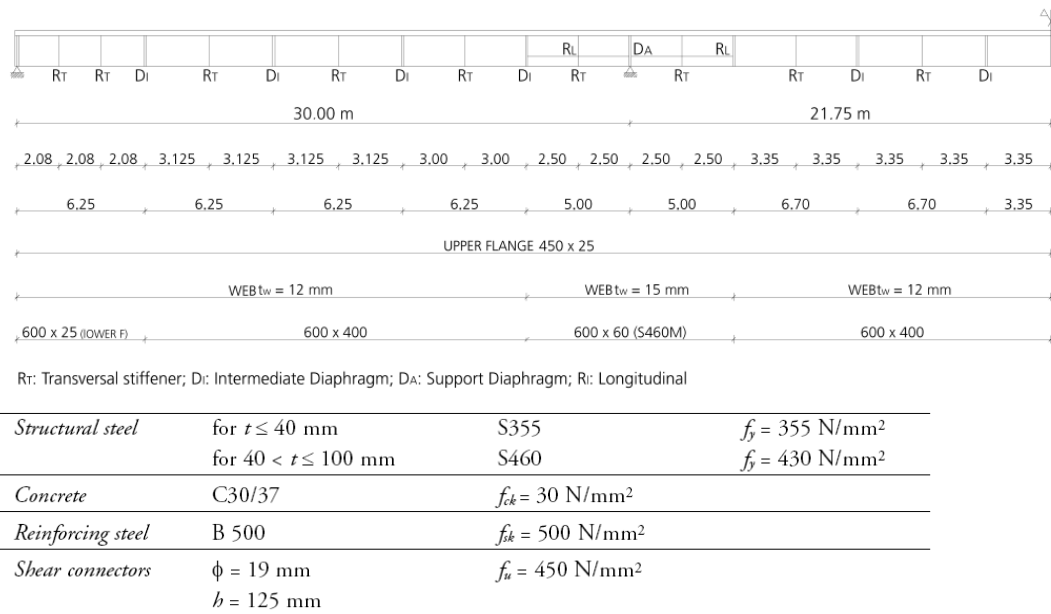 RL DA RL
RT RT DI RT DI RT DI RT DI RT RT RT DI RT DI
30.00 m 21.75 m
2.08 2.08 2.08 3.125 3.125 3.125 3.125 3.00 3.00 2.50 2.50 2.50 2.50 3.35 3.35 3.35 3.35 3.35
6.25 6.25 6.25 6.25 5.00 5.00 6.70 6.70 3.35
UPPER FLANGE 450 x 25
WEB tw = 12 mm WEB tw = 15 mm WEB tw = 12 mm
600 x 25 (lOWER F) 600 x 400 600 x 60 (S460M) 600 x 400
RT: Transversal stiffener; DI: Intermediate Diaphragm; DA: Support Diaphragm; Rl: Longitudinal
Structural steel for t ≤ 40 mm S355 fy = 355 N/mm²
for 40 < t ≤ 100 mm S460 fy = 430 N/mm²
Concrete C30/37 fck = 30 N/mm²
Reinforcing steel B 500 fsk = 500 N/mm²
Shear connectors ϕ = 19 mm fu = 450 N/mm²
h = 125 mm